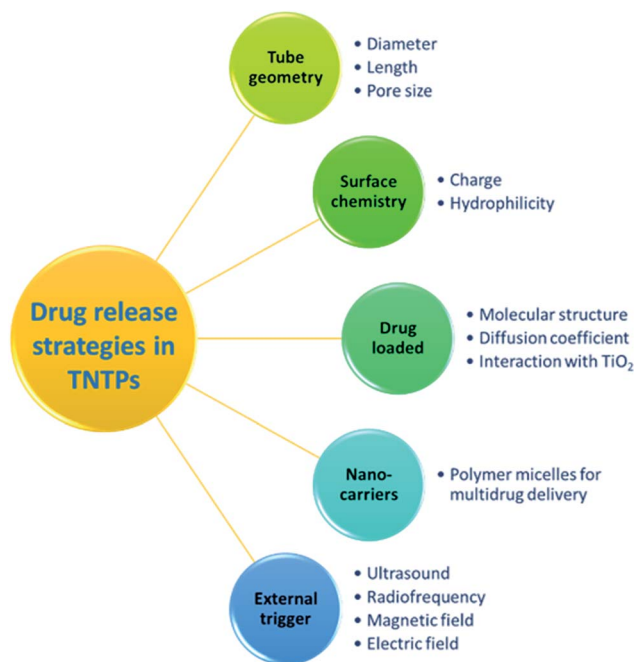 Tube
geometry
• Diameter
• Length
• Pore size
Surface
chemistry
• Charge
• Hydrophilicity
Drug release
strategies in
TNTPs
Drug
loaded
• Molecular structure
• Diffusion coefficient
• Interaction with TiO₂
Nano-
carriers
• Polymer micelles for
multidrug delivery
External
trigger
• Ultrasound
• Radiofrequency
• Magnetic field
• Electric field